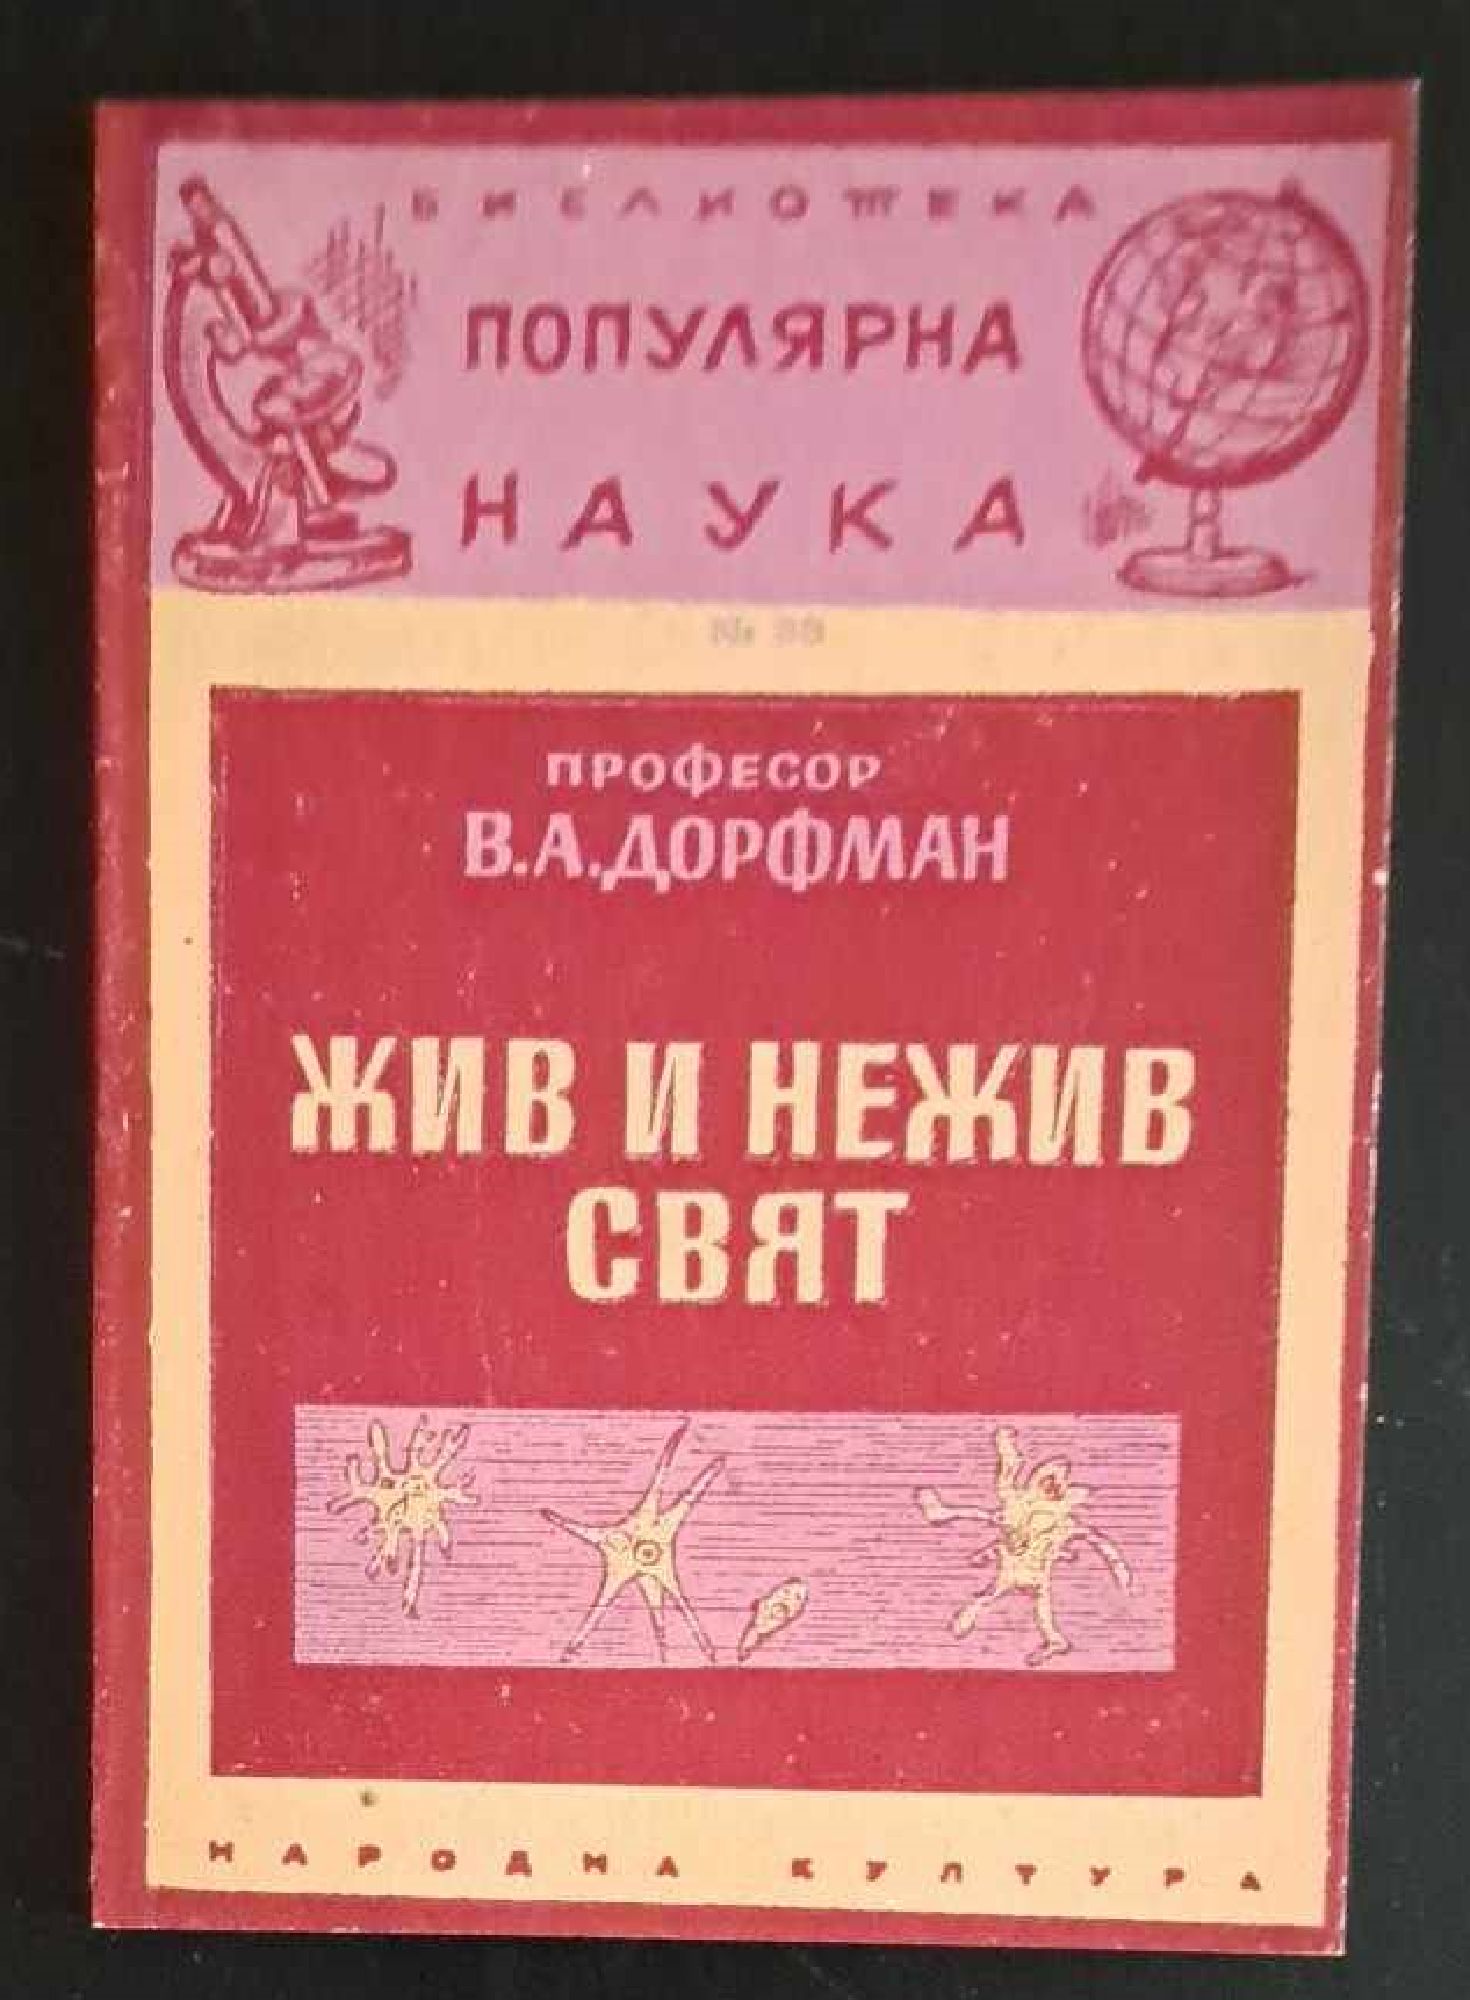 БИБЛИОТЕКА
ПОПУЛЯРНА
НАУКА
ПРОФЕСОР
В.А.ДОРФМАН
ЖИВ И НЕЖИВ
СВЯТ
НАРОДНА КУЛТУРА